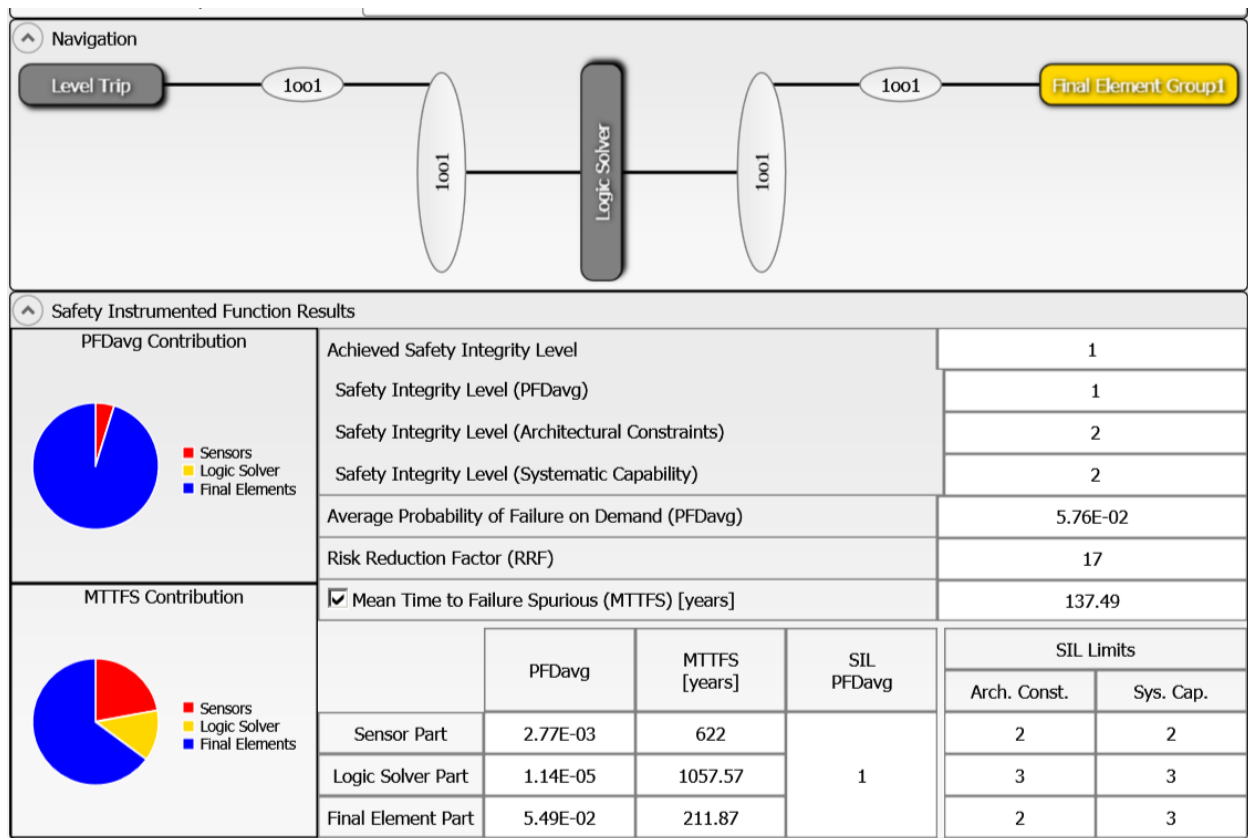 Navigation
Level Trip
1oo1
1oo1
Logic Solver
1oo1
1oo1
Final Element Group1
Safety Instrumented Function Results
PFDavg Contribution
Sensors
Logic Solver
Final Elements
MTTFS Contribution
Sensors
Logic Solver
Final Elements
Achieved Safety Integrity Level 1
Safety Integrity Level (PFDavg) 1
Safety Integrity Level (Architectural Constraints) 2
Safety Integrity Level (Systematic Capability) 2
Average Probability of Failure on Demand (PFDavg) 5.76E-02
Risk Reduction Factor (RRF) 17
Mean Time to Failure Spurious (MTTFS) [years] 137.49
PFDavg MTTFS [years] SIL PFDavg SIL Limits
Arch. Const. Sys. Cap.
Sensor Part 2.77E-03 622 2 2
Logic Solver Part 1.14E-05 1057.57 1 3 3
Final Element Part 5.49E-02 211.87 2 3